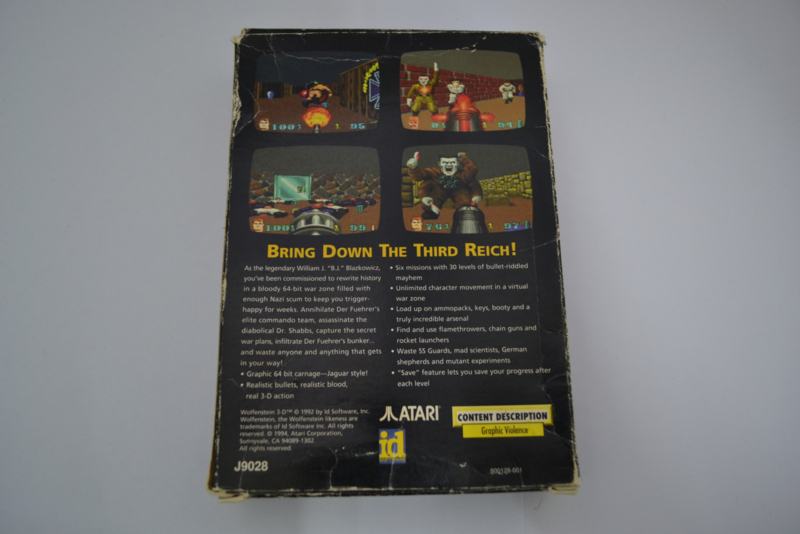 BRING DOWN THE THIRD REICH!
As the legendary William J. "B.J." Blazkowicz,
you've been commissioned to rewrite history
in a bloody 64-bit war zone filled with
enough Nazi scum to keep you trigger-
happy for weeks. Annihilate Der Fuehrer's
elite commando team, assassinate the
diabolical Dr. Shabbs, capture the secret
war plans, infiltrate Der Fuehrer's bunker...
and waste anyone and anything that gets
in your way!
• Graphic 64 bit carnage—Jaguar style!
• Realistic bullets, realistic blood,
real 3-D action
• Six missions with 30 levels of bullet-riddled
mayhem
• Unlimited character movement in a virtual
war zone
• Load up on ammopacks, keys, booty and a
truly incredible arsenal
• Find and use flamethrowers, chain guns and
rocket launchers
• Waste SS Guards, mad scientists, German
shepherds and mutant experiments
• "Save" feature lets you save your progress after
each level
Wolfenstein 3-D™ © 1992 by Id Software, Inc.
Wolfenstein, the Wolfenstein likeness are
trademarks of Id Software Inc. All rights
reserved. © 1994, Atari Corporation,
Sunnyvale, CA 94089-1302
All rights reserved.
J9028
ATARI
id
CONTENT DESCRIPTION
Graphic Violence